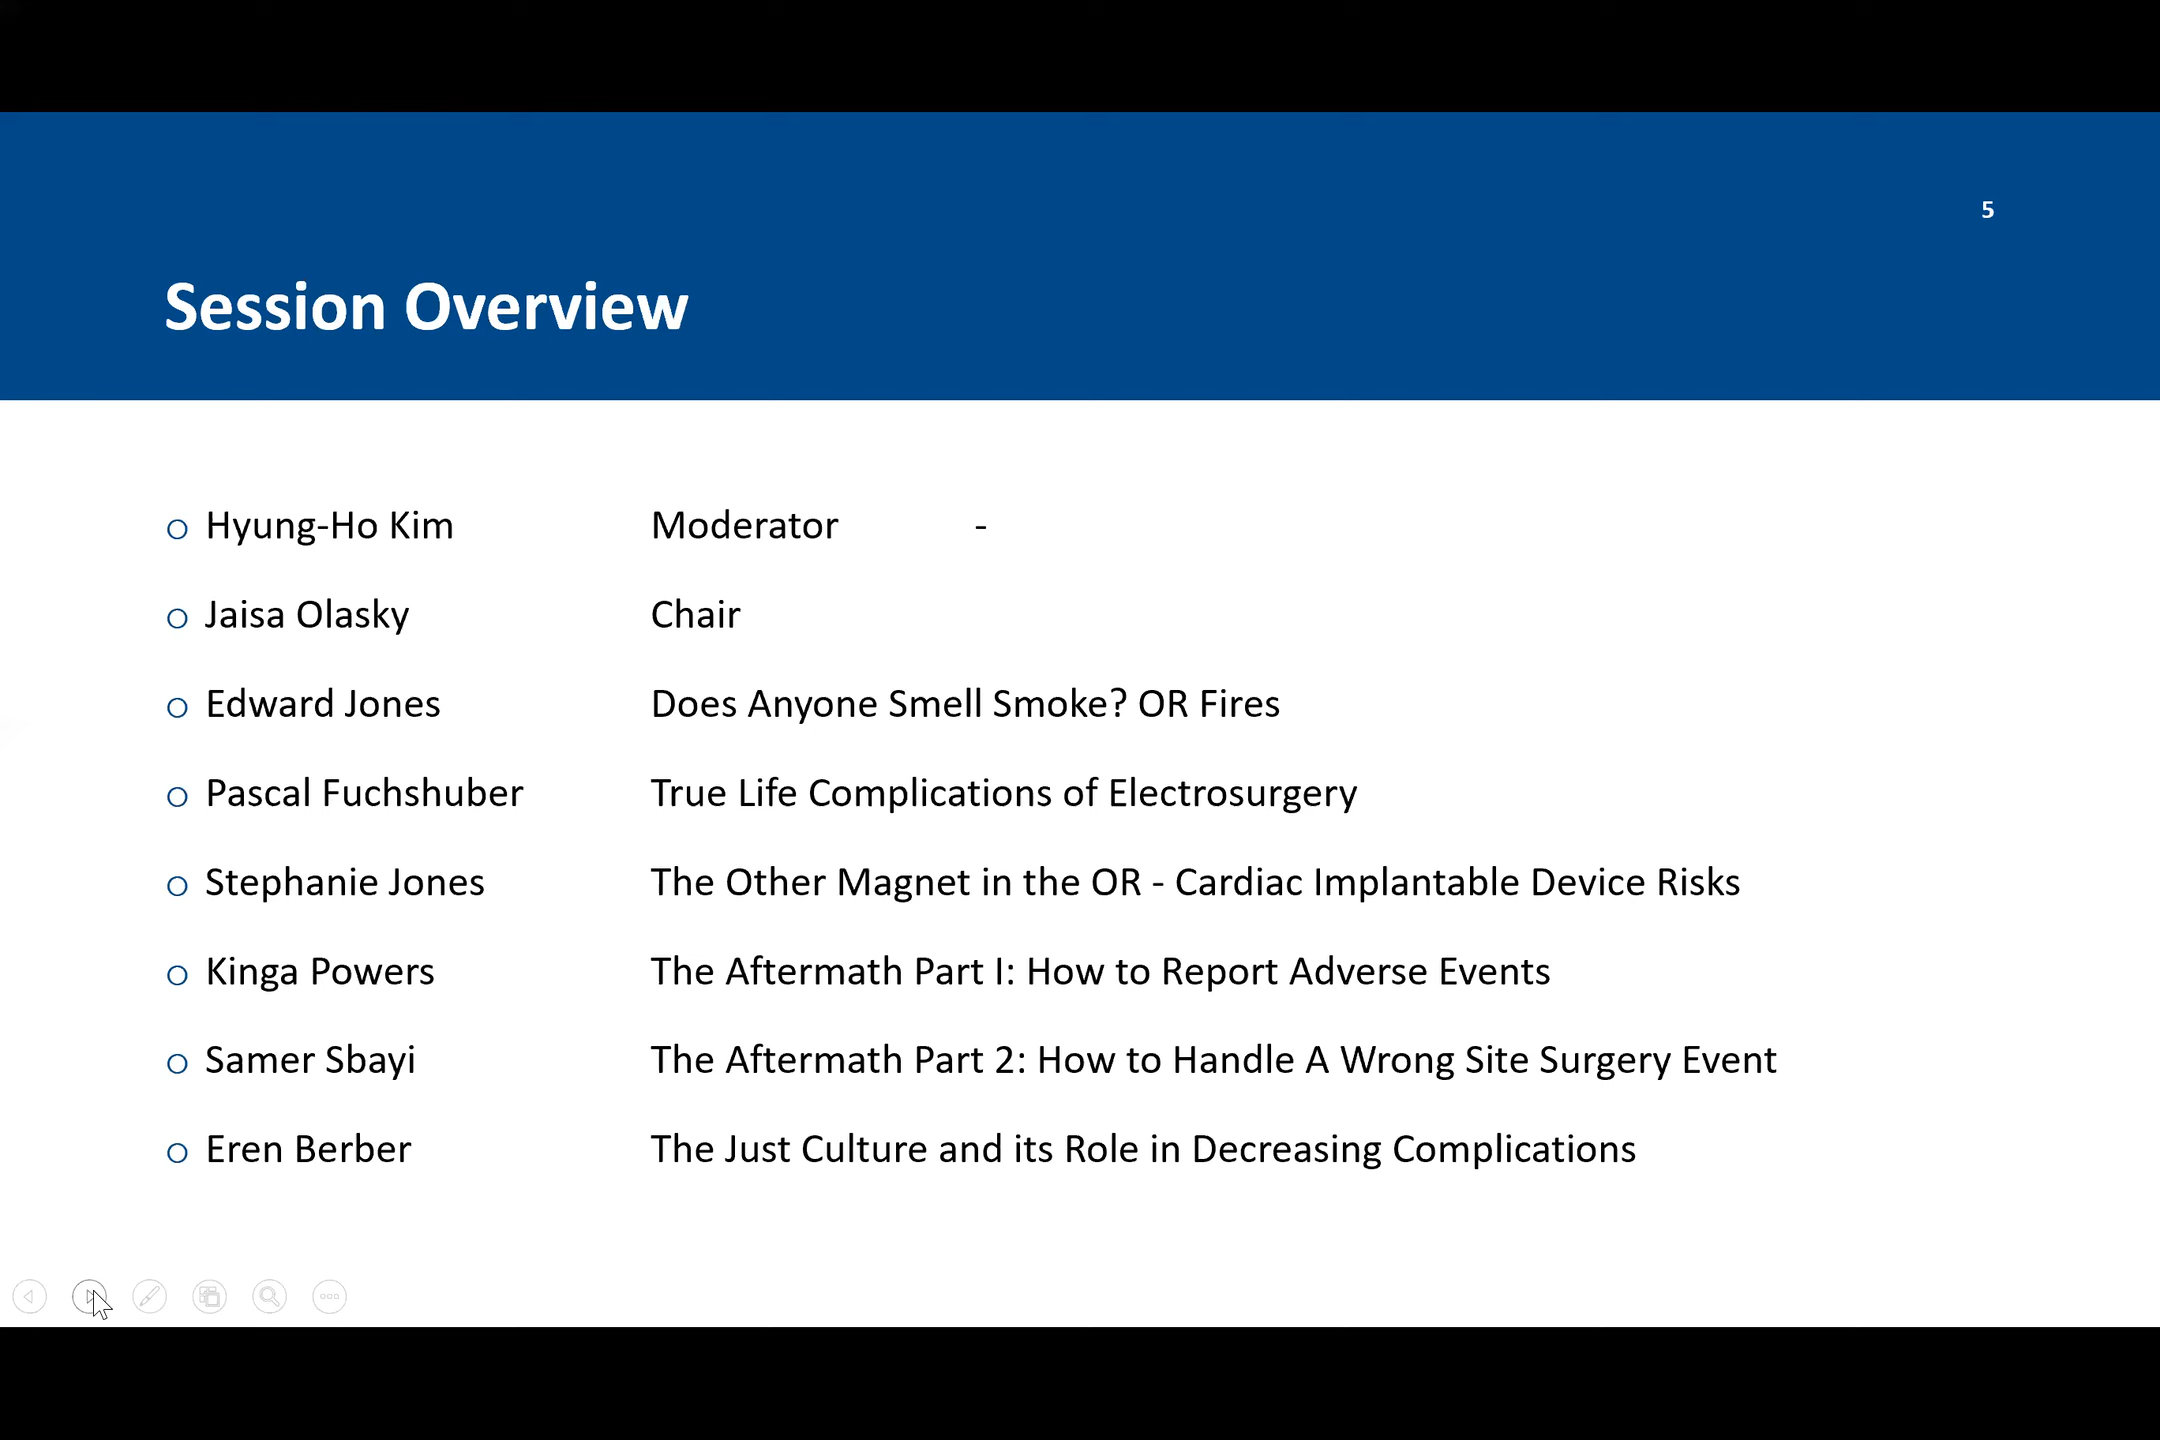 5
Session Overview
Hyung-Ho Kim Moderator -
Jaisa Olasky Chair
Edward Jones Does Anyone Smell Smoke? OR Fires
Pascal Fuchshuber True Life Complications of Electrosurgery
Stephanie Jones The Other Magnet in the OR - Cardiac Implantable Device Risks
Kinga Powers The Aftermath Part I: How to Report Adverse Events
Samer Sbayi The Aftermath Part 2: How to Handle A Wrong Site Surgery Event
Eren Berber The Just Culture and its Role in Decreasing Complications